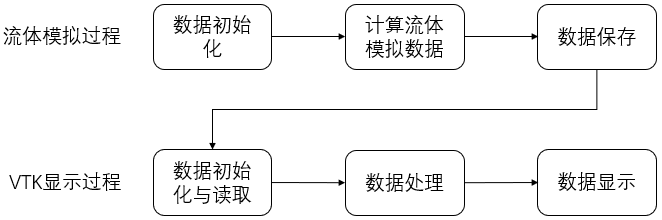 流体模拟过程
数据初始
化
计算流体
模拟数据
数据保存
VTK显示过程
数据初始
化与读取
数据处理
数据显示